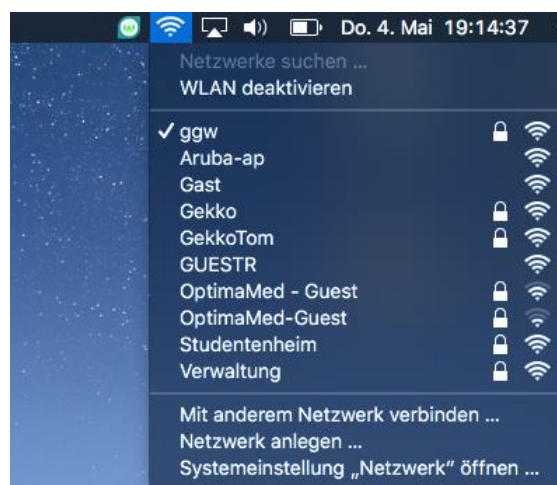 Do. 4. Mai 19:14:37
Netzwerke suchen ...
WLAN deaktivieren
ggw
Aruba-ap
Gast
Gekko
GekkoTom
GUESTR
OptimaMed - Guest
OptimaMed-Guest
Studentenheim
Verwaltung
Mit anderem Netzwerk verbinden ...
Netzwerk anlegen ...
Systemeinstellung „Netzwerk“ öffnen ...